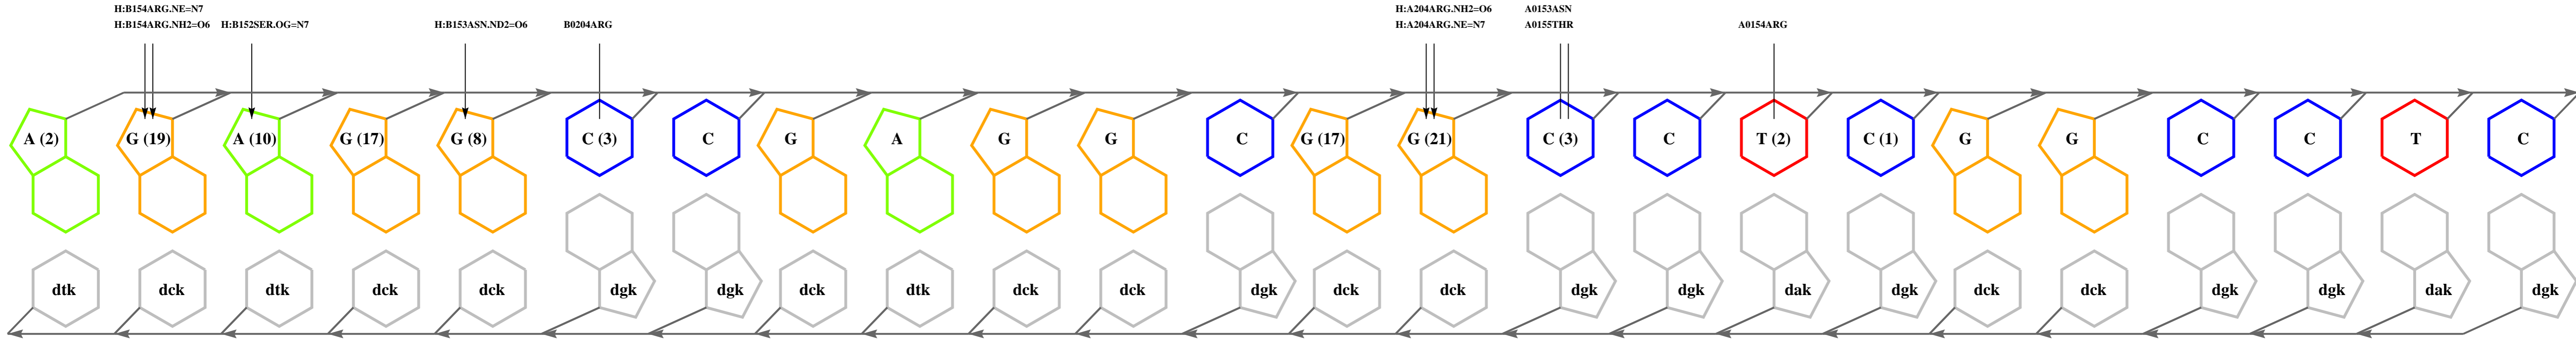 H:B154ARG.NE=N7 H:A204ARG.NH2=O6 A0153ASN
H:B154ARG.NH2=O6 H:B152SER.OG=N7 H:B153ASN.ND2=O6 B0204ARG H:A204ARG.NE=N7 A0155THR A0154ARG
A (2) G (19) A (10) G (17) G (8) C (3) C G A G G C G (17) G (21) C (3) C T (2) C (1) G G C C T C
dtk dck dtk dck dck dgk dgk dck dtk dck dck dgk dck dck dgk dgk dak dgk dck dck dgk dgk dak dgk